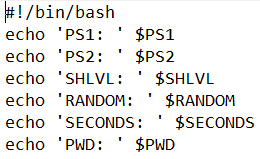 #!/bin/bash
echo 'PS1: ' $PS1
echo 'PS2: ' $PS2
echo 'SHLVL: ' $SHLVL
echo 'RANDOM: ' $RANDOM
echo 'SECONDS: ' $SECONDS
echo 'PWD: ' $PWD